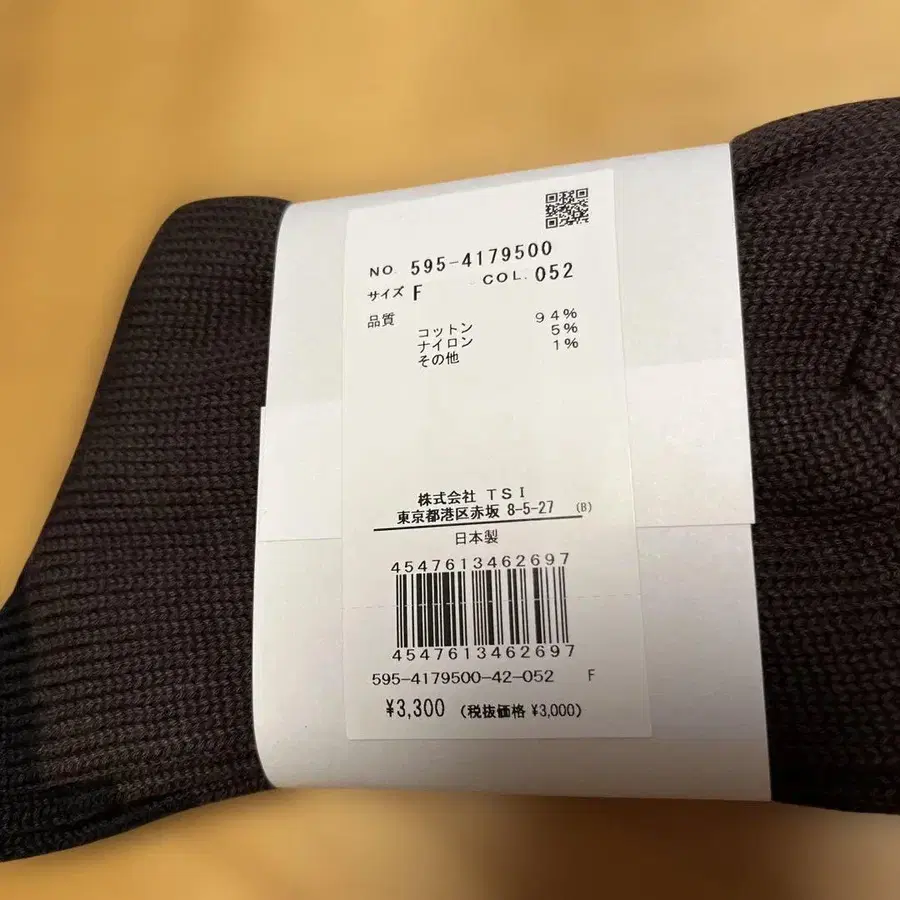 NO. 595-4179500
サイズ F COL. 052
品質
コットン 94%
ナイロン 5%
その他 1%
株式会社 TSI
東京都港区赤坂 8-5-27 (B)
日本製
4547613462697
4547613462697
595-4179500-42-052 F
¥3,300 (税抜価格 ¥3,000)